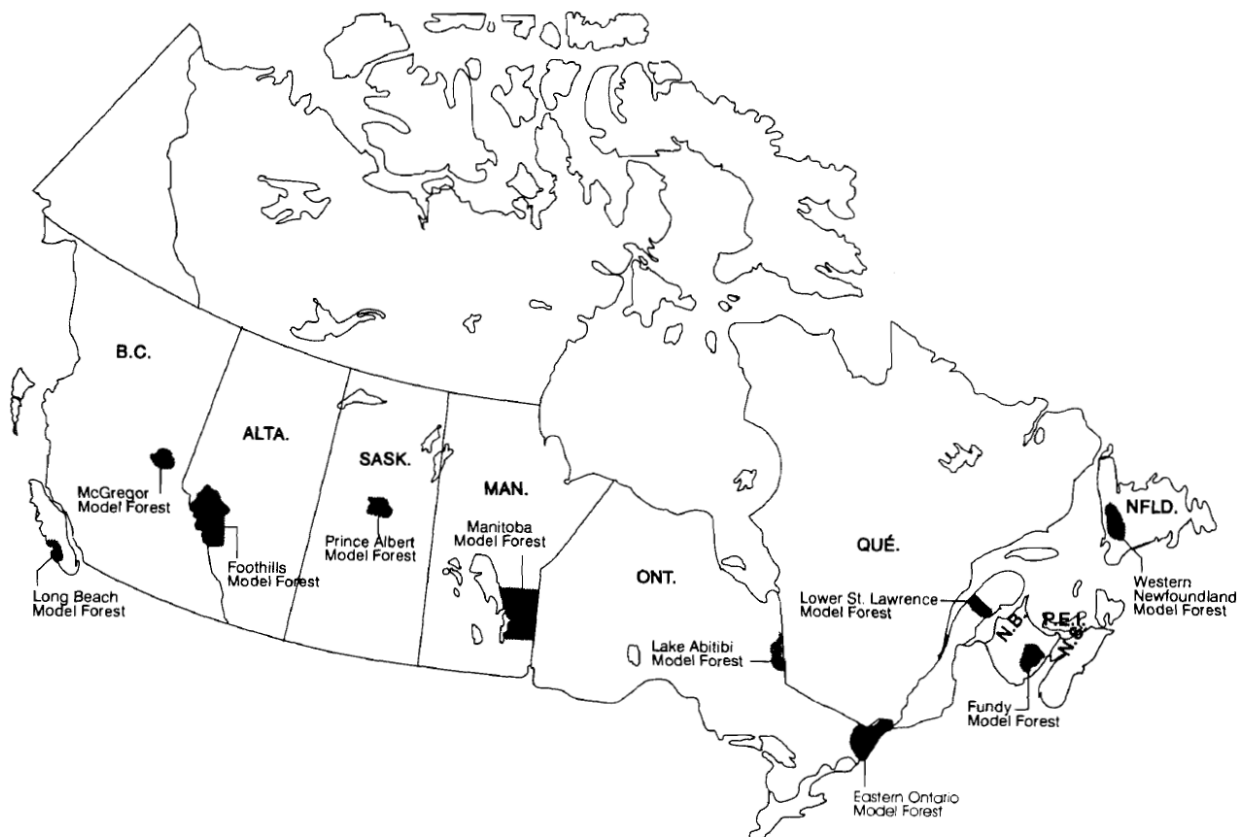 B.C.
ALTA.
SASK.
MAN.
ONT.
QUÉ.
NFLD.
N.B.
P.E.I.
N.S.
McGregor
Model Forest
Long Beach
Model Forest
Foothills
Model Forest
Prince Albert
Model Forest
Manitoba
Model Forest
Lake Abitibi
Model Forest
Eastern Ontario
Model Forest
Lower St. Lawrence
Model Forest
Fundy
Model Forest
Western
Newfoundland
Model Forest